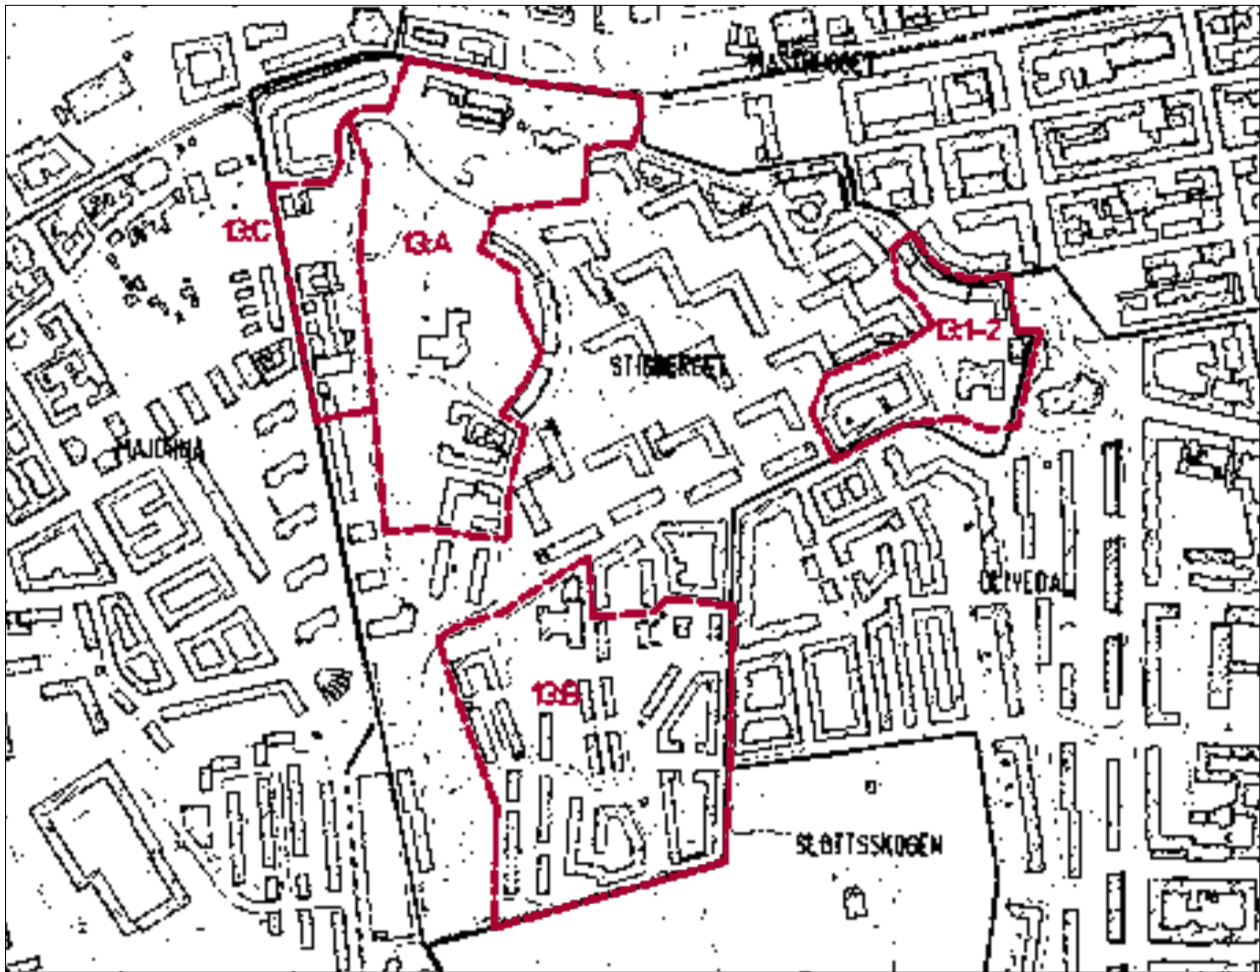 MASTHUGGET
13:C
13:A
13:1-2
STIGBERGET
MAJORNA
OLIVEDAL
13:B
SLOTTSSKOGEN